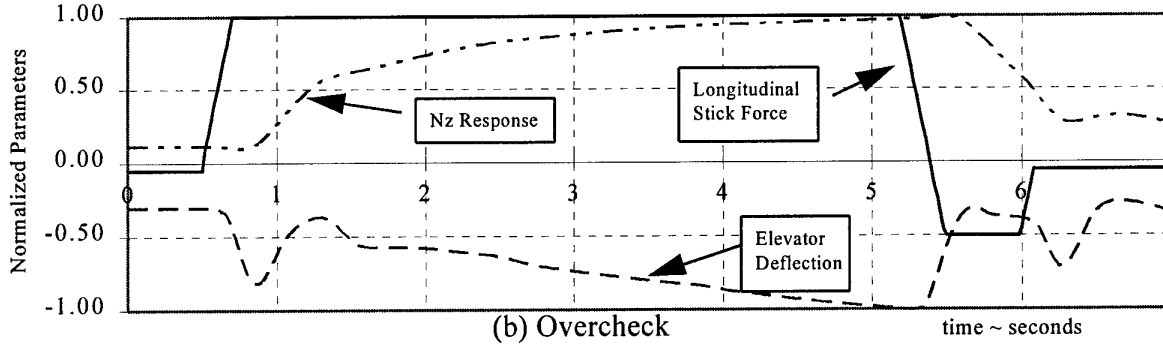 Normalized Parameters
1.00
0.50
0.00
-0.50
-1.00
0
1
2
3
4
5
6
Nz Response
Longitudinal
Stick Force
Elevator
Deflection
(b) Overcheck
time ~ seconds